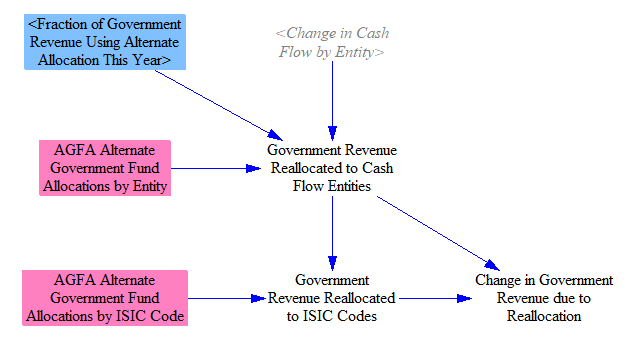 <Fraction of Government
Revenue Using Alternate
Allocation This Year>
<Change in Cash
Flow by Entity>
AGFA Alternate
Government Fund
Allocations by Entity
Government Revenue
Reallocated to Cash
Flow Entities
AGFA Alternate
Government Fund
Allocations by ISIC Code
Government
Revenue Reallocated
to ISIC Codes
Change in Government
Revenue due to
Reallocation